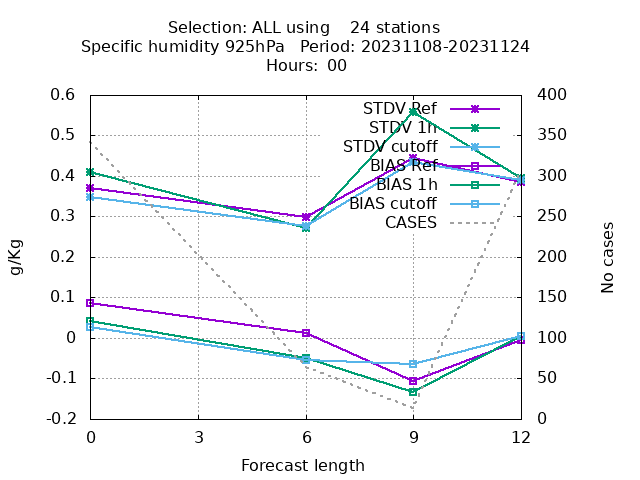 Selection: ALL using    24 stations
Specific humidity 925hPa   Period: 20231108-20231124
Hours: 00
STDV Ref
STDV 1h
STDV cutoff
BIAS Ref
BIAS 1h
BIAS cutoff
CASES
0.6
0.5
0.4
0.3
0.2
0.1
0
-0.1
-0.2
g/Kg
400
350
300
250
200
150
100
50
0
No cases
0 3 6 9 12
Forecast length